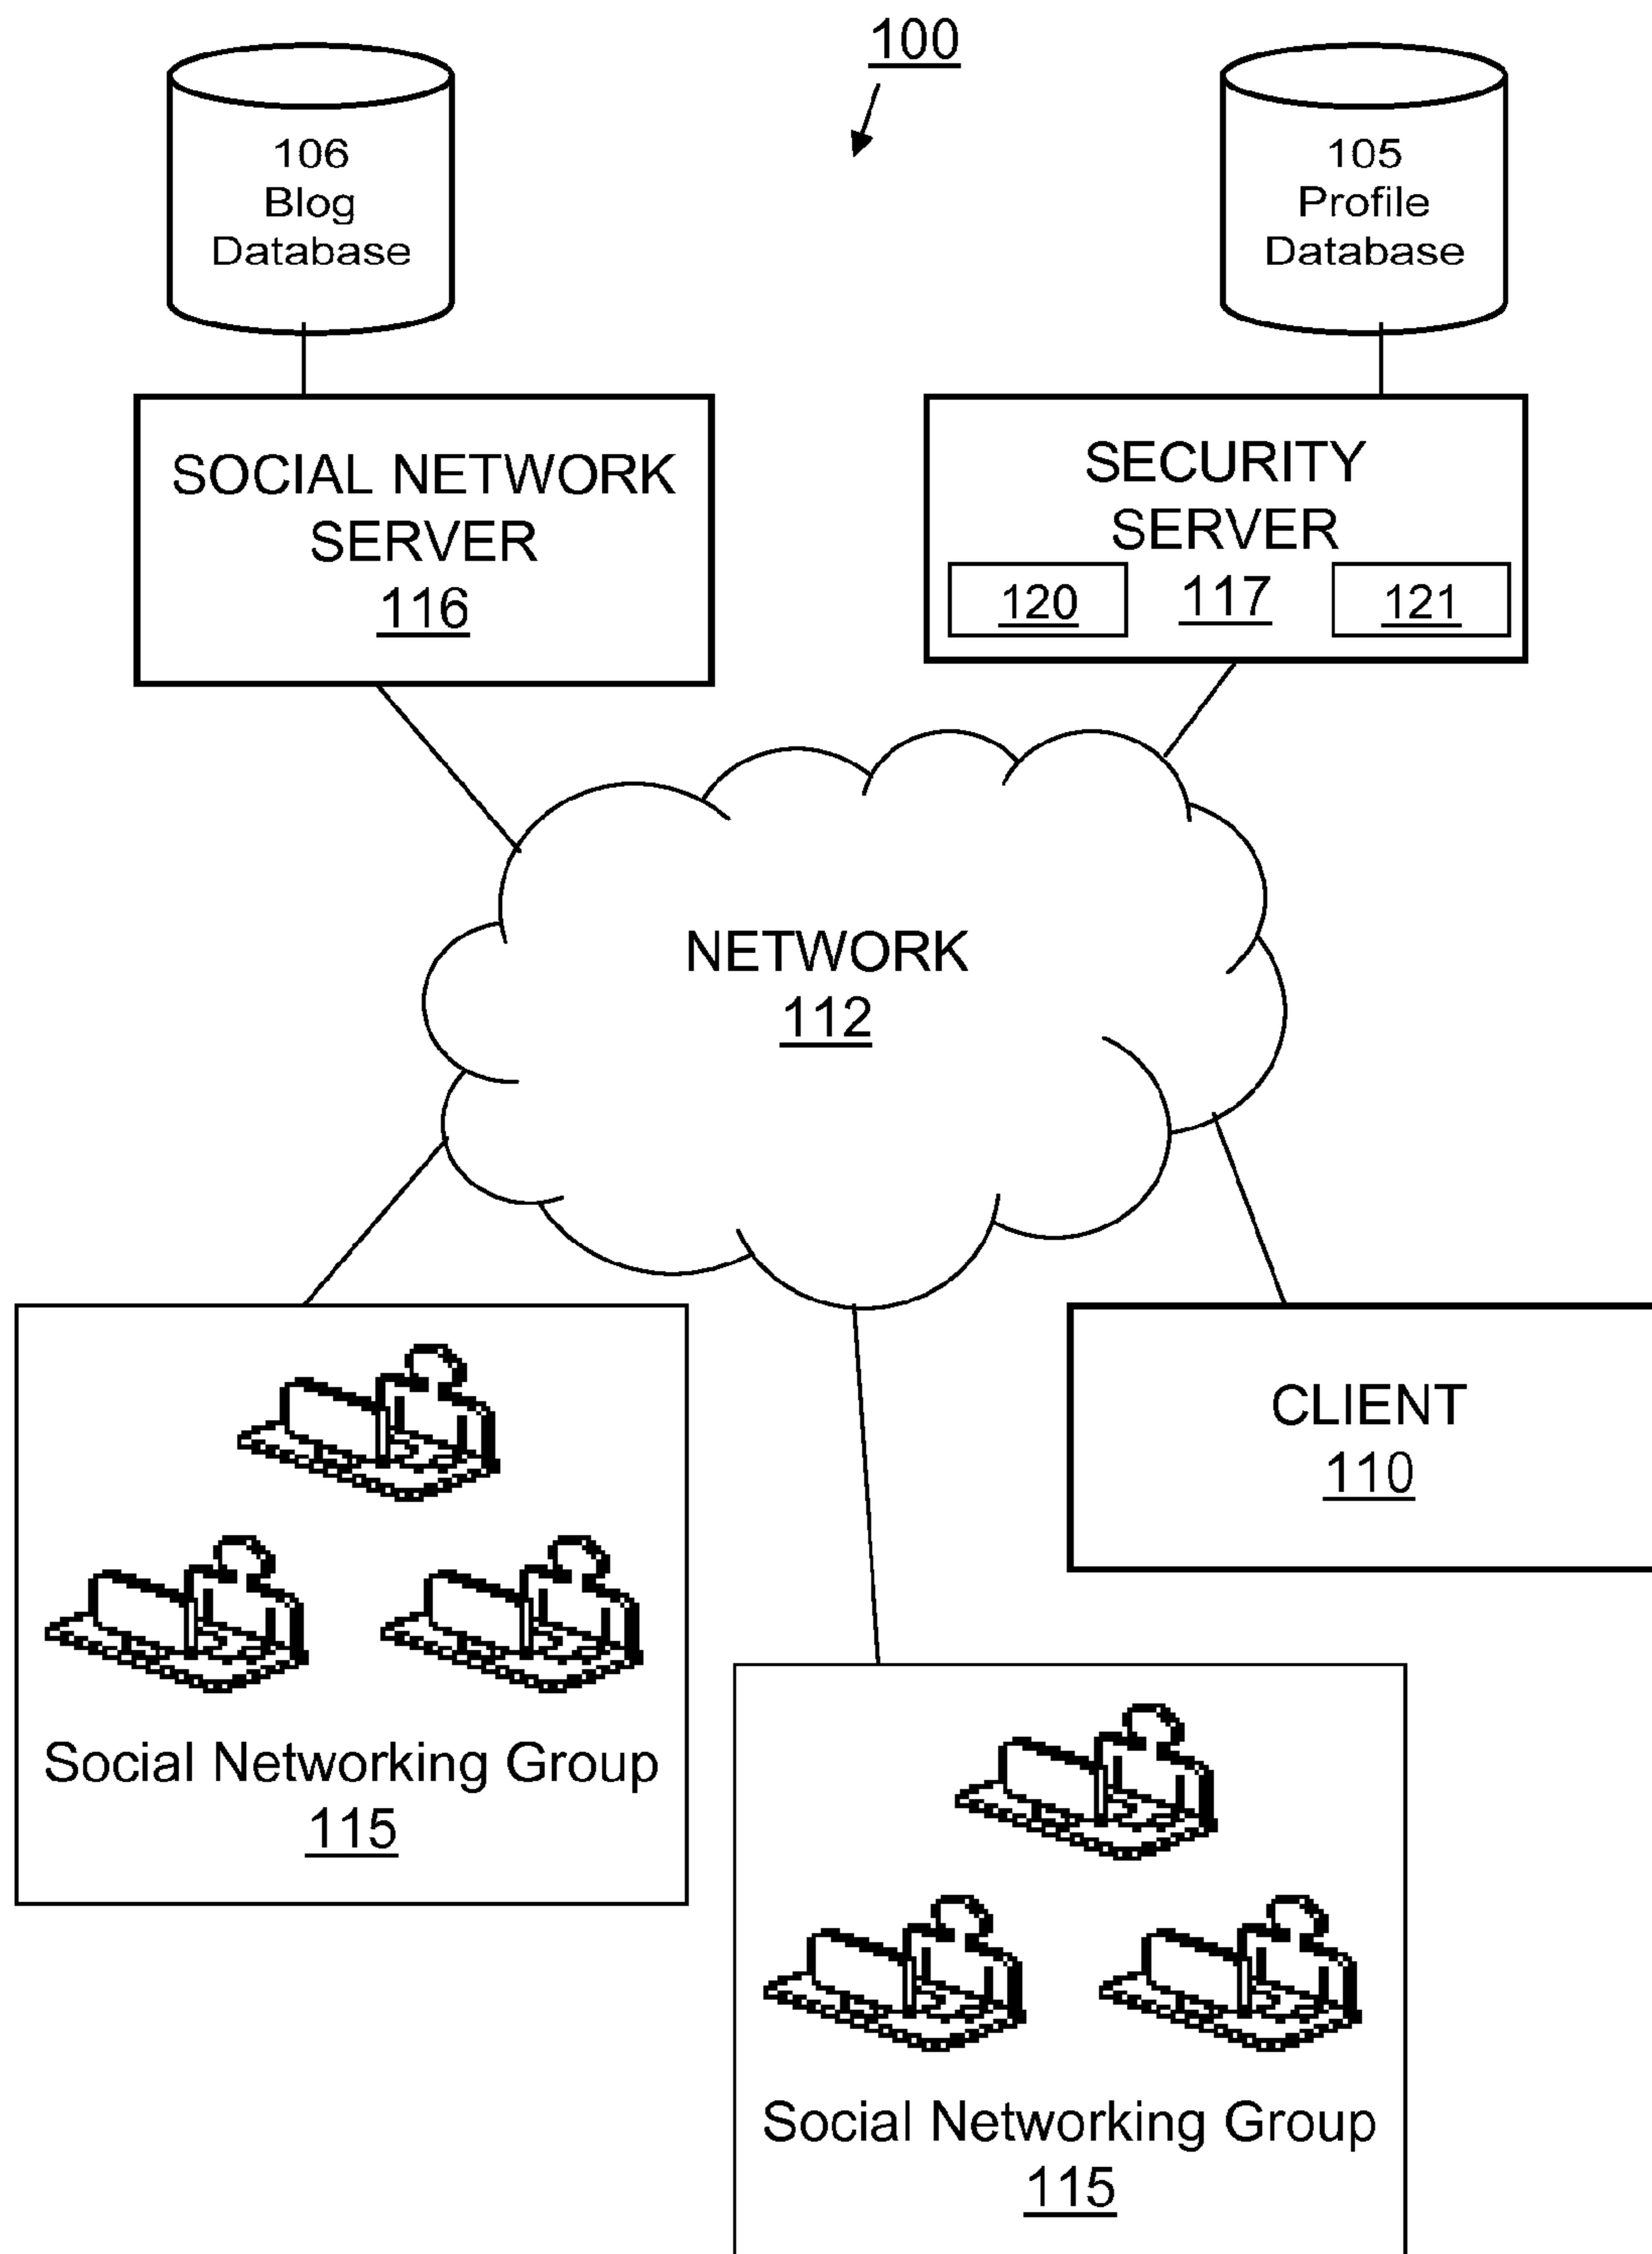 100
106
Blog
Database
105
Profile
Database
SOCIAL NETWORK
SERVER
116
SECURITY
SERVER
120
117
121
NETWORK
112
CLIENT
110
Social Networking Group
115
Social Networking Group
115